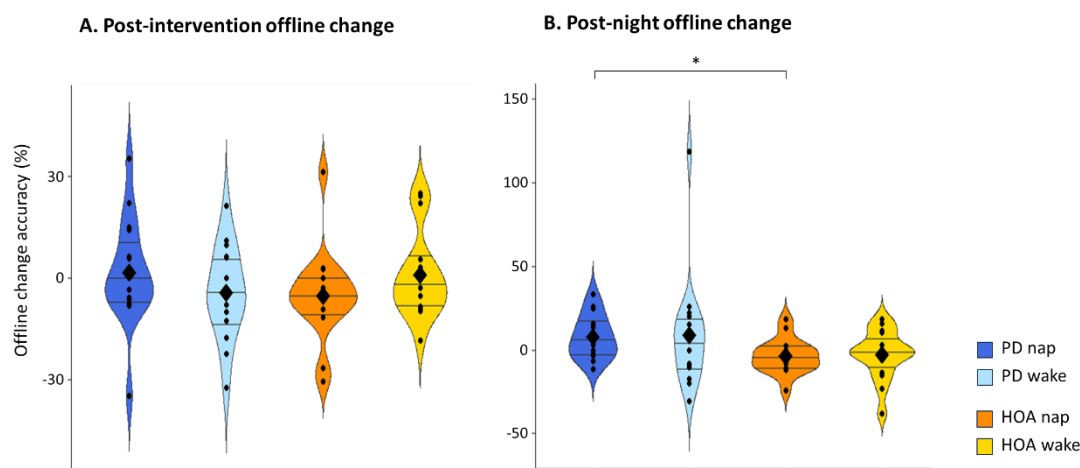 A. Post-intervention offline change
B. Post-night offline change
Offline change accuracy (%)
30
0
-30
*
150
100
50
0
-50
PD nap
PD wake
HOA nap
HOA wake